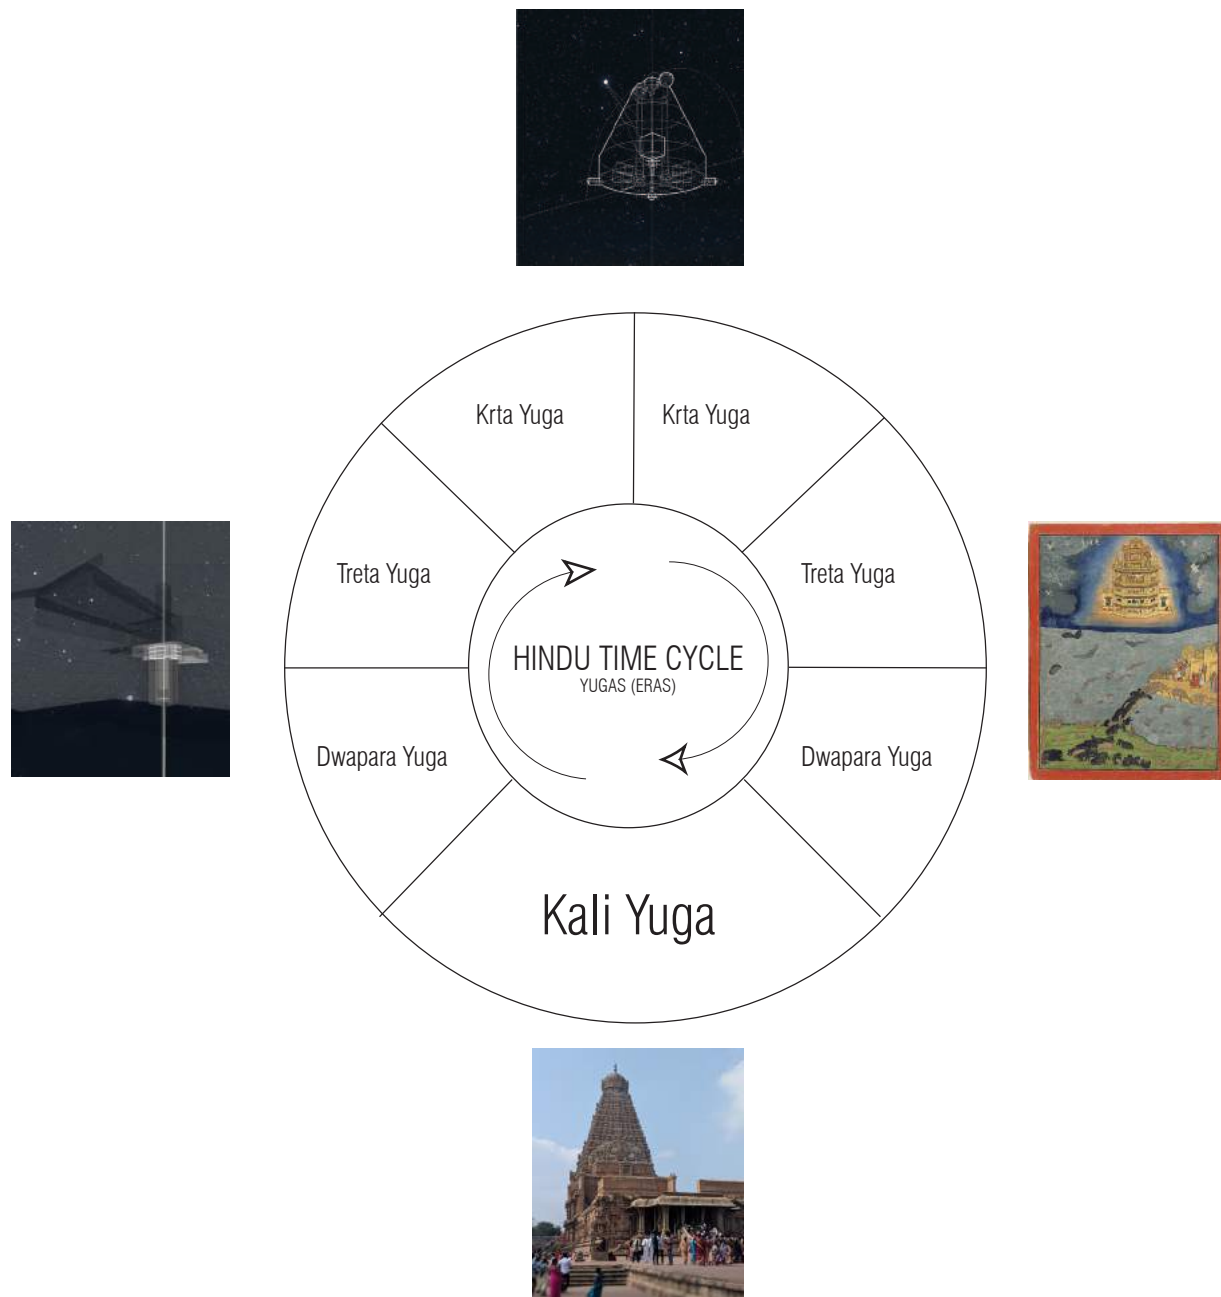 Krta Yuga
Krta Yuga
Treta Yuga
Treta Yuga
HINDU TIME CYCLE
YUGAS (ERAS)
Dwapara Yuga
Dwapara Yuga
Kali Yuga